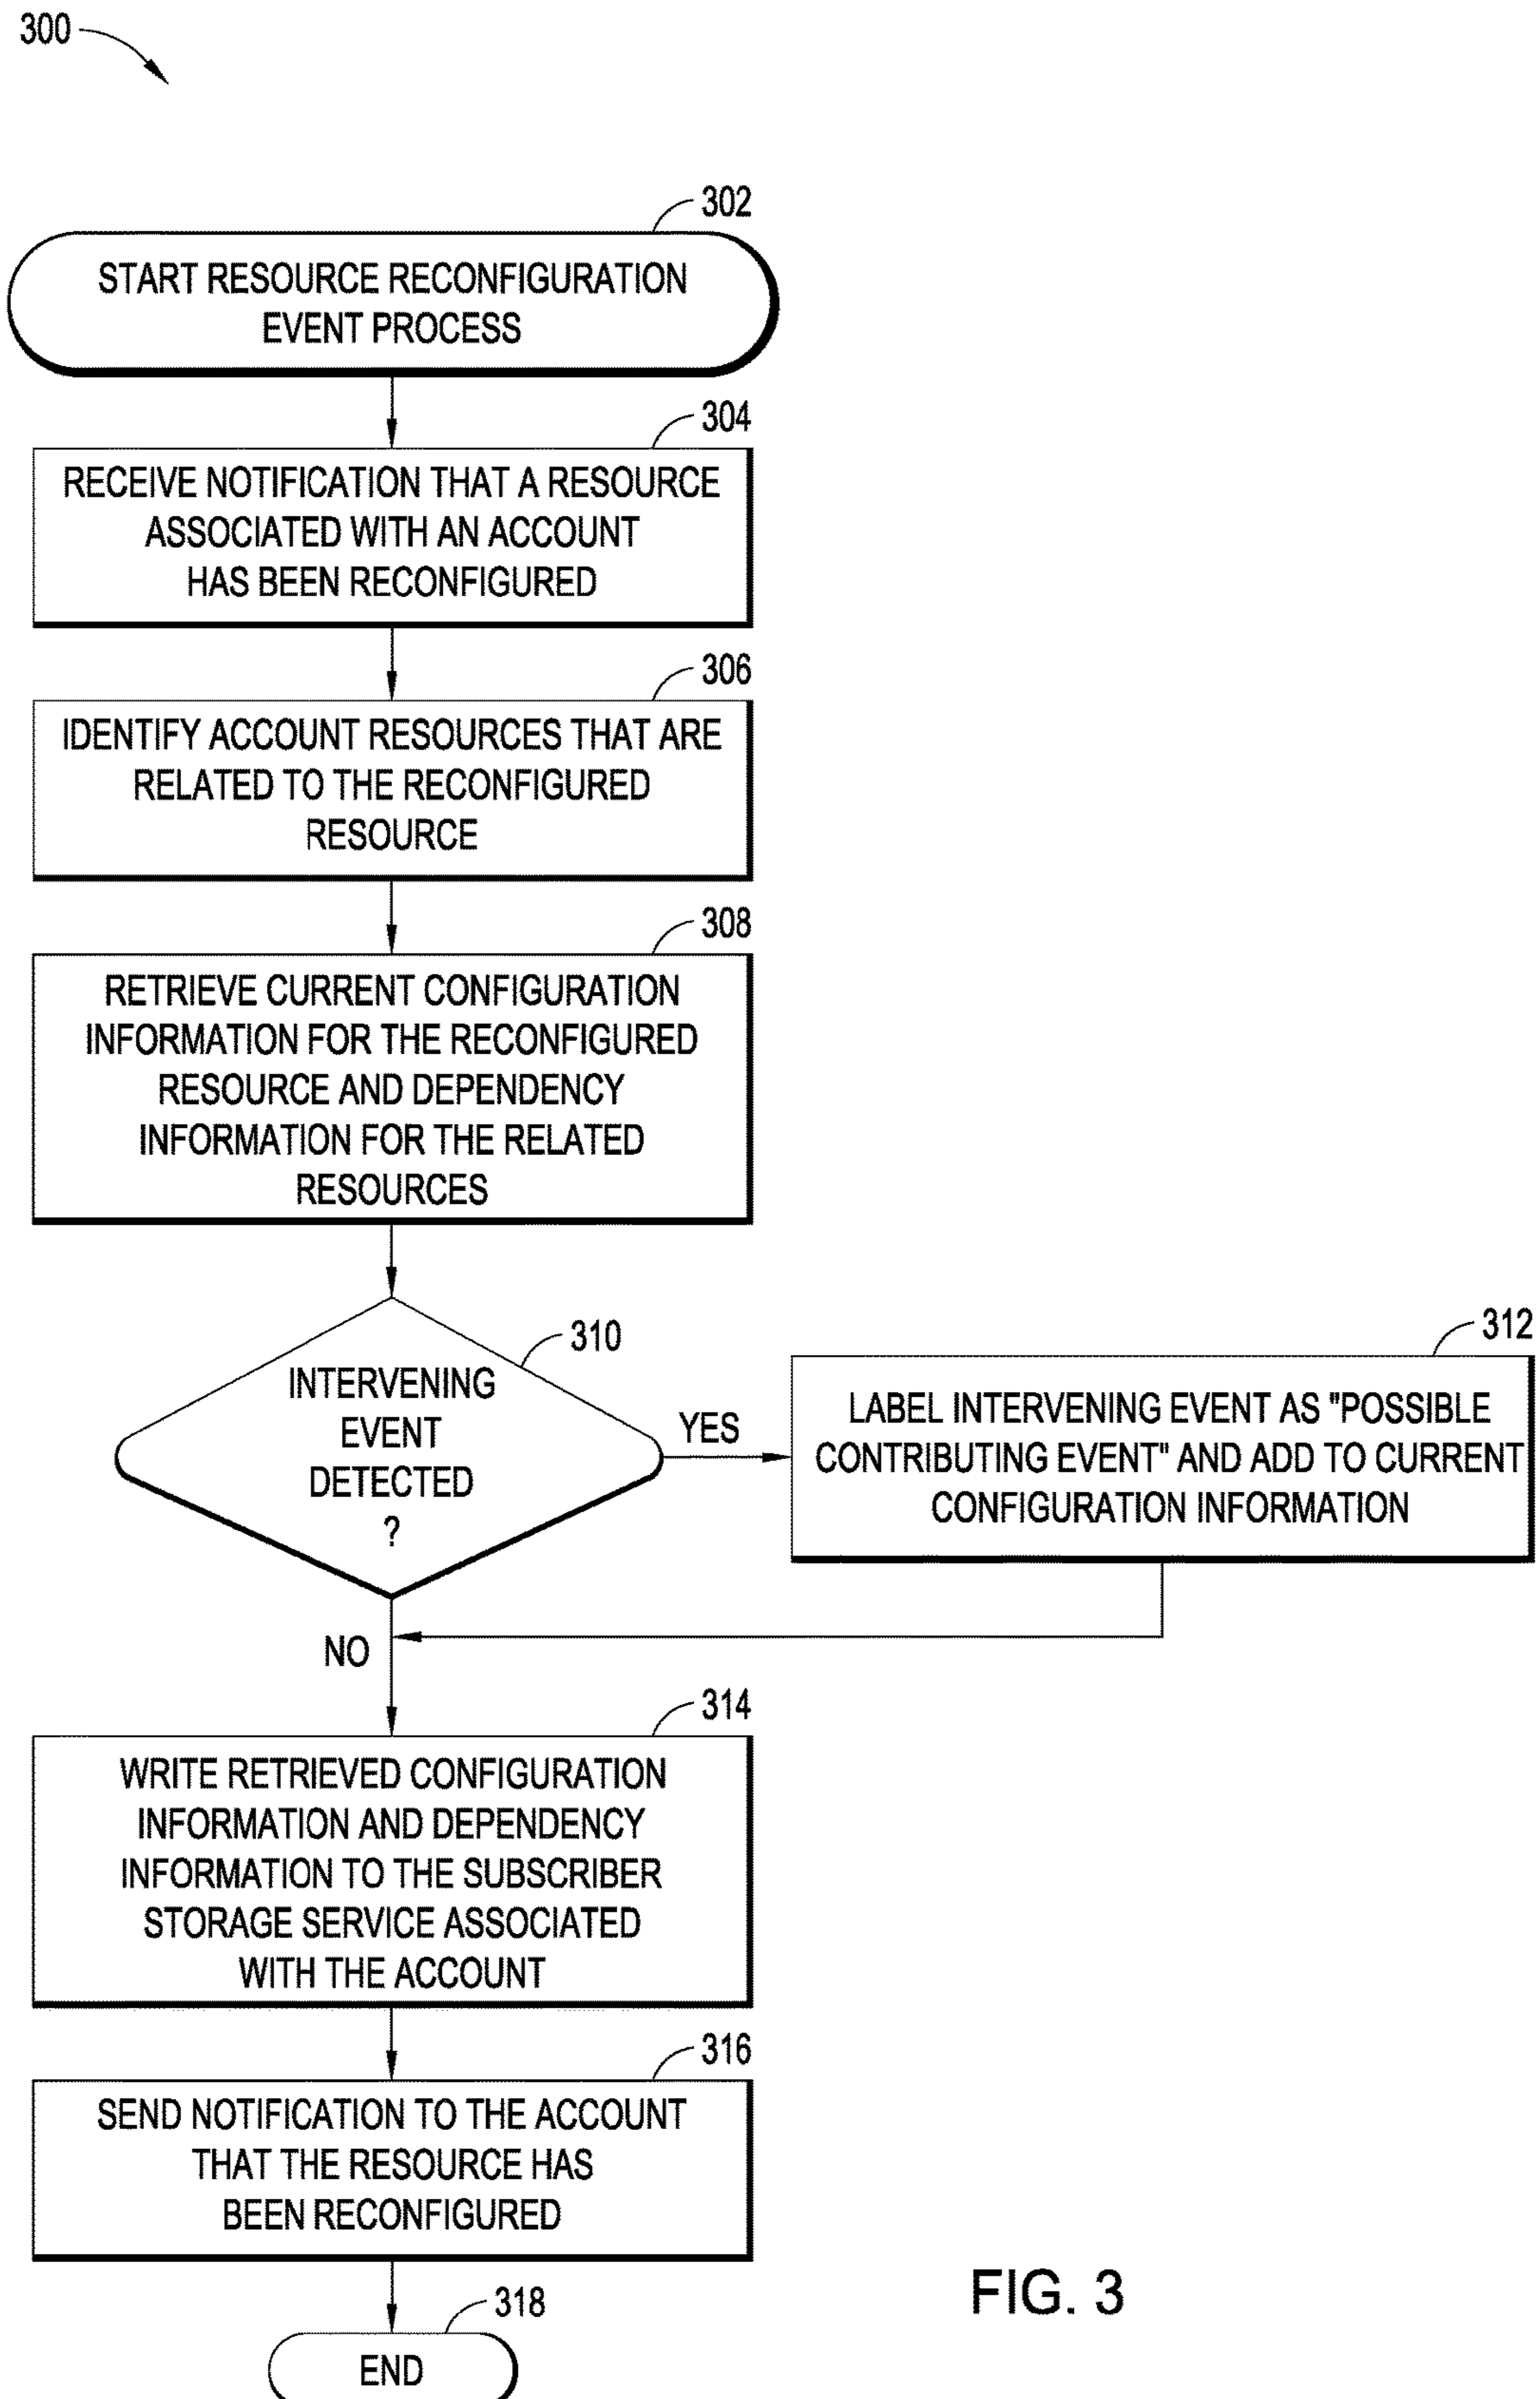 300
302
START RESOURCE RECONFIGURATION
EVENT PROCESS
304
RECEIVE NOTIFICATION THAT A RESOURCE
ASSOCIATED WITH AN ACCOUNT
HAS BEEN RECONFIGURED
306
IDENTIFY ACCOUNT RESOURCES THAT ARE
RELATED TO THE RECONFIGURED
RESOURCE
308
RETRIEVE CURRENT CONFIGURATION
INFORMATION FOR THE RECONFIGURED
RESOURCE AND DEPENDENCY
INFORMATION FOR THE RELATED
RESOURCES
310
INTERVENING
EVENT
DETECTED
?
YES
312
LABEL INTERVENING EVENT AS "POSSIBLE
CONTRIBUTING EVENT" AND ADD TO CURRENT
CONFIGURATION INFORMATION
NO
314
WRITE RETRIEVED CONFIGURATION
INFORMATION AND DEPENDENCY
INFORMATION TO THE SUBSCRIBER
STORAGE SERVICE ASSOCIATED
WITH THE ACCOUNT
316
SEND NOTIFICATION TO THE ACCOUNT
THAT THE RESOURCE HAS
BEEN RECONFIGURED
318
END
FIG. 3